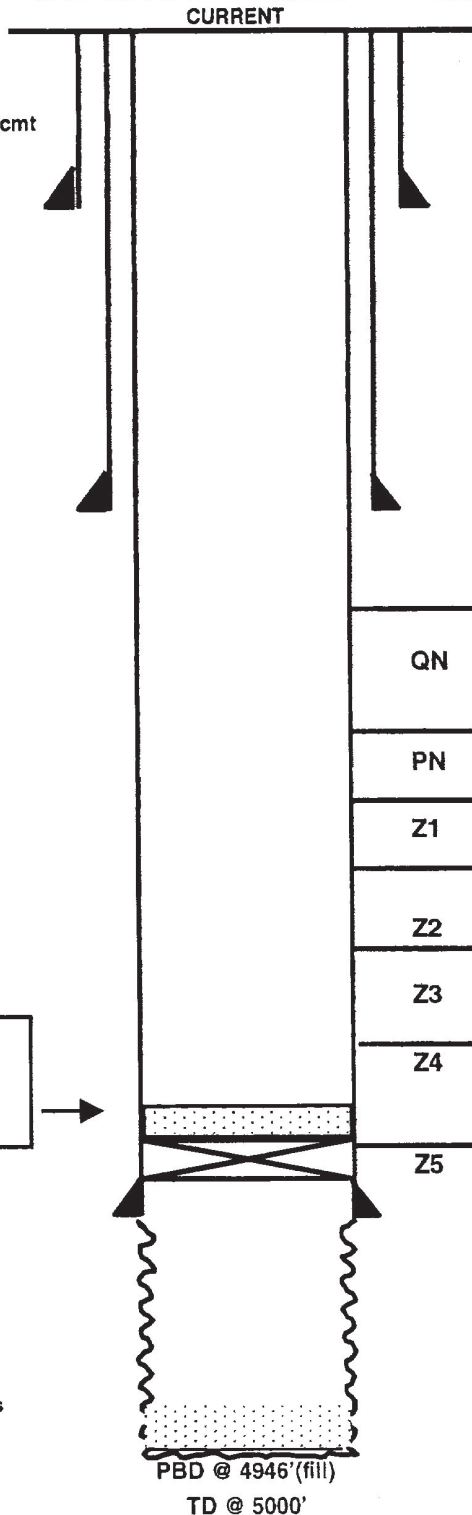 CURRENT
cmt
QN
PN
Z1
Z2
Z3
Z4
Z5
s
PBD @ 4946'(fill)
TD @ 5000'